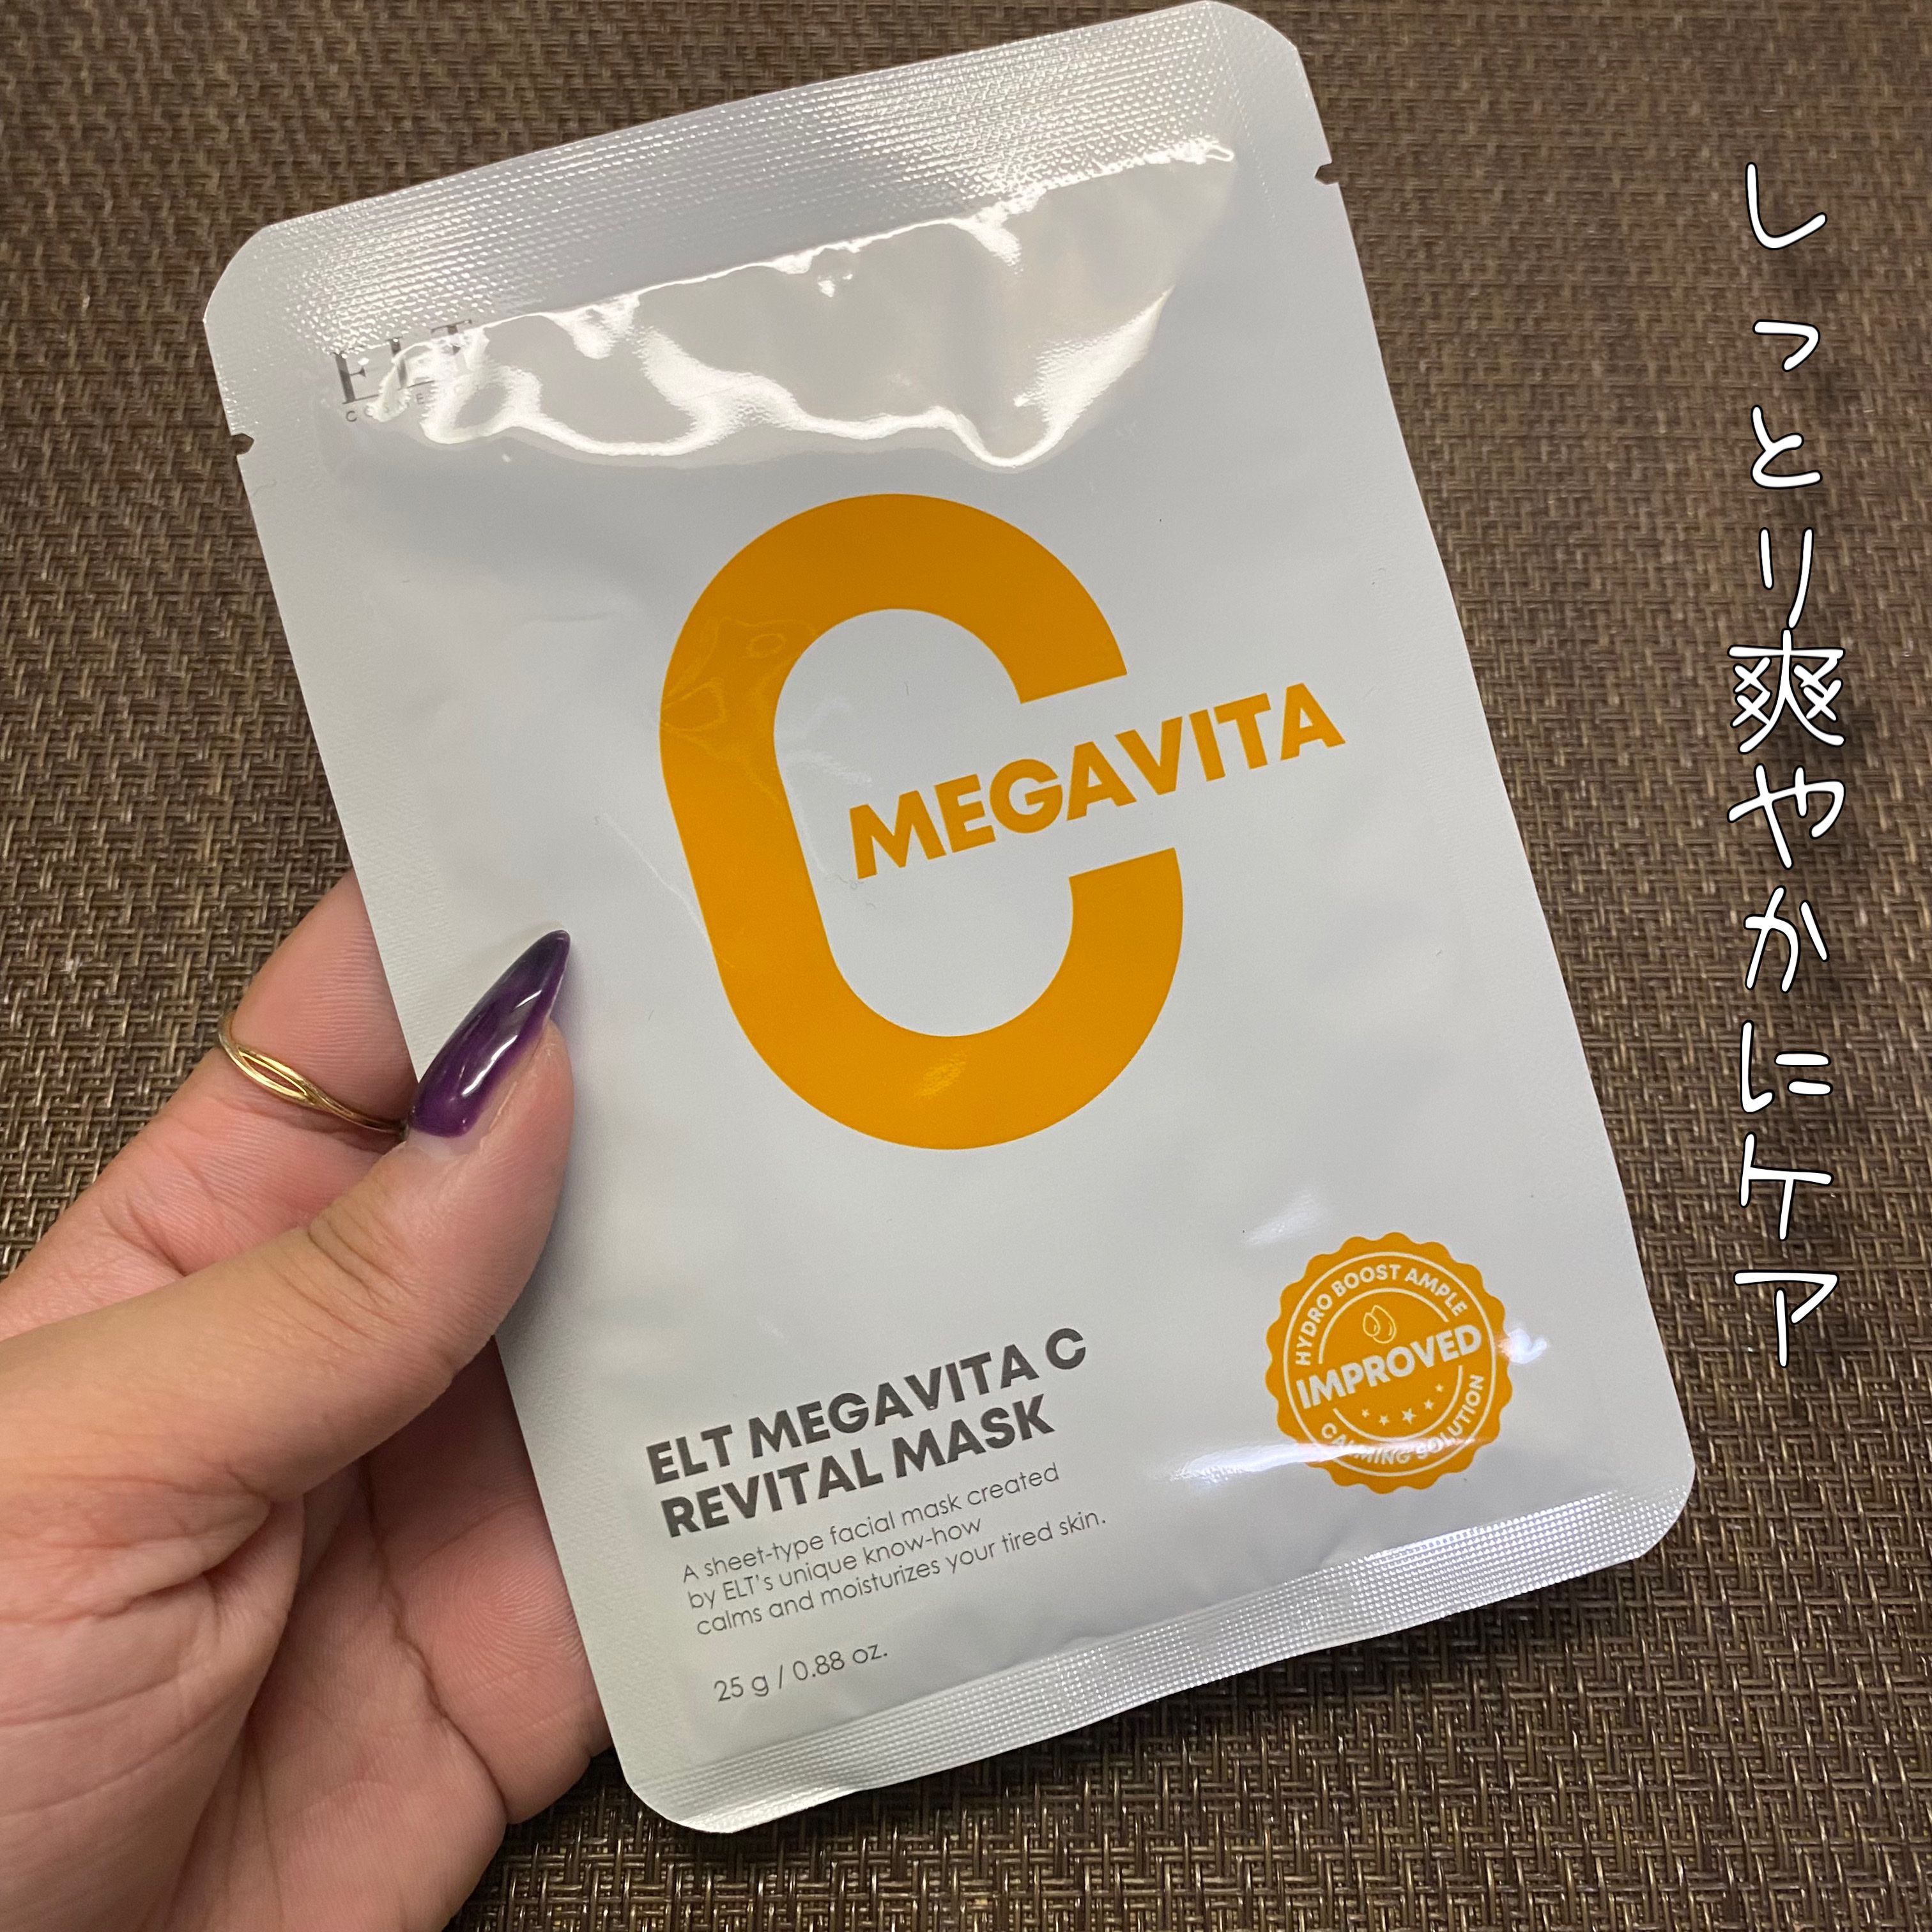 ELT
MEGAVITA
C
ELT MEGAVITA C
REVITAL MASK
A sheet-type facial mask created
by ELT's unique know-how
calms and moisturizes your tired skin.
25 g / 0.88 oz.
HYDRO BOOST AMPLE
IMPROVED
CALMING SOLUTION
しっとり爽やかにケア